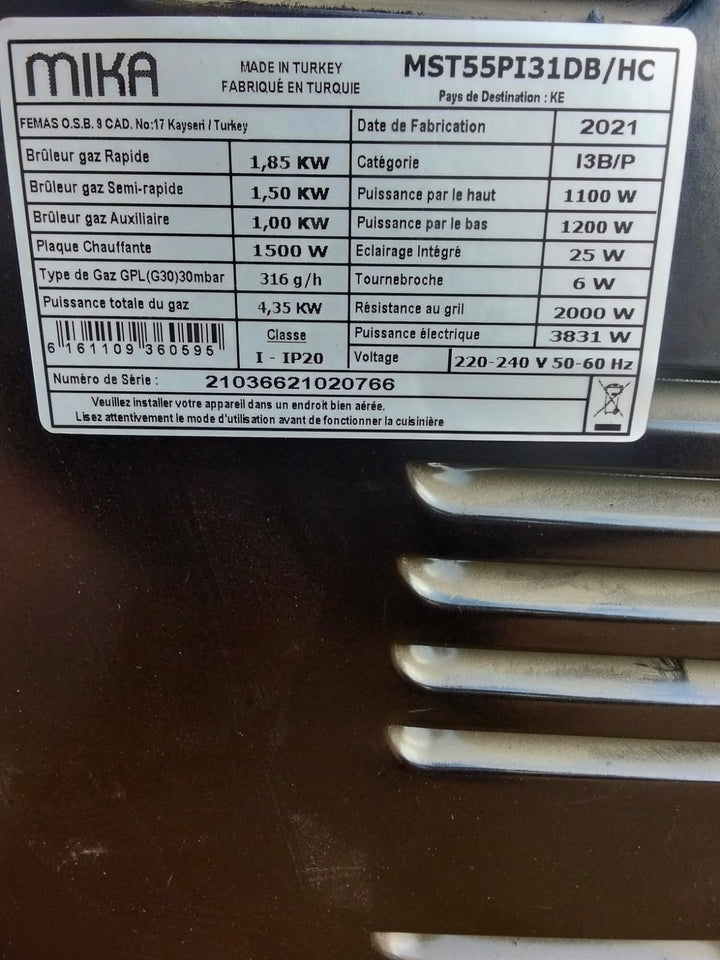 MIKA
MADE IN TURKEY
FABRIQUÉ EN TURQUIE
MST55PI31DB/HC
Pays de Destination : KE
FEMAS O.S.B. 9 CAD. No:17 Kayseri / Turkey
Date de Fabrication 2021
Brûleur gaz Rapide 1,85 KW
Catégorie I3B/P
Brûleur gaz Semi-rapide 1,50 KW
Puissance par le haut 1100 W
Brûleur gaz Auxiliaire 1,00 KW
Puissance par le bas 1200 W
Plaque Chauffante 1500 W
Eclairage Intégré 25 W
Type de Gaz GPL(G30)30mbar 316 g/h
Tournebroche 6 W
Puissance totale du gaz 4,35 KW
Résistance au gril 2000 W
6 161109 360595
Classe
I - IP20
Puissance électrique 3831 W
Voltage 220-240 V 50-60 Hz
Numéro de Série : 21036621020766
Veuillez installer votre appareil dans un endroit bien aérée.
Lisez attentivement le mode d'utilisation avant de fonctionner la cuisinière